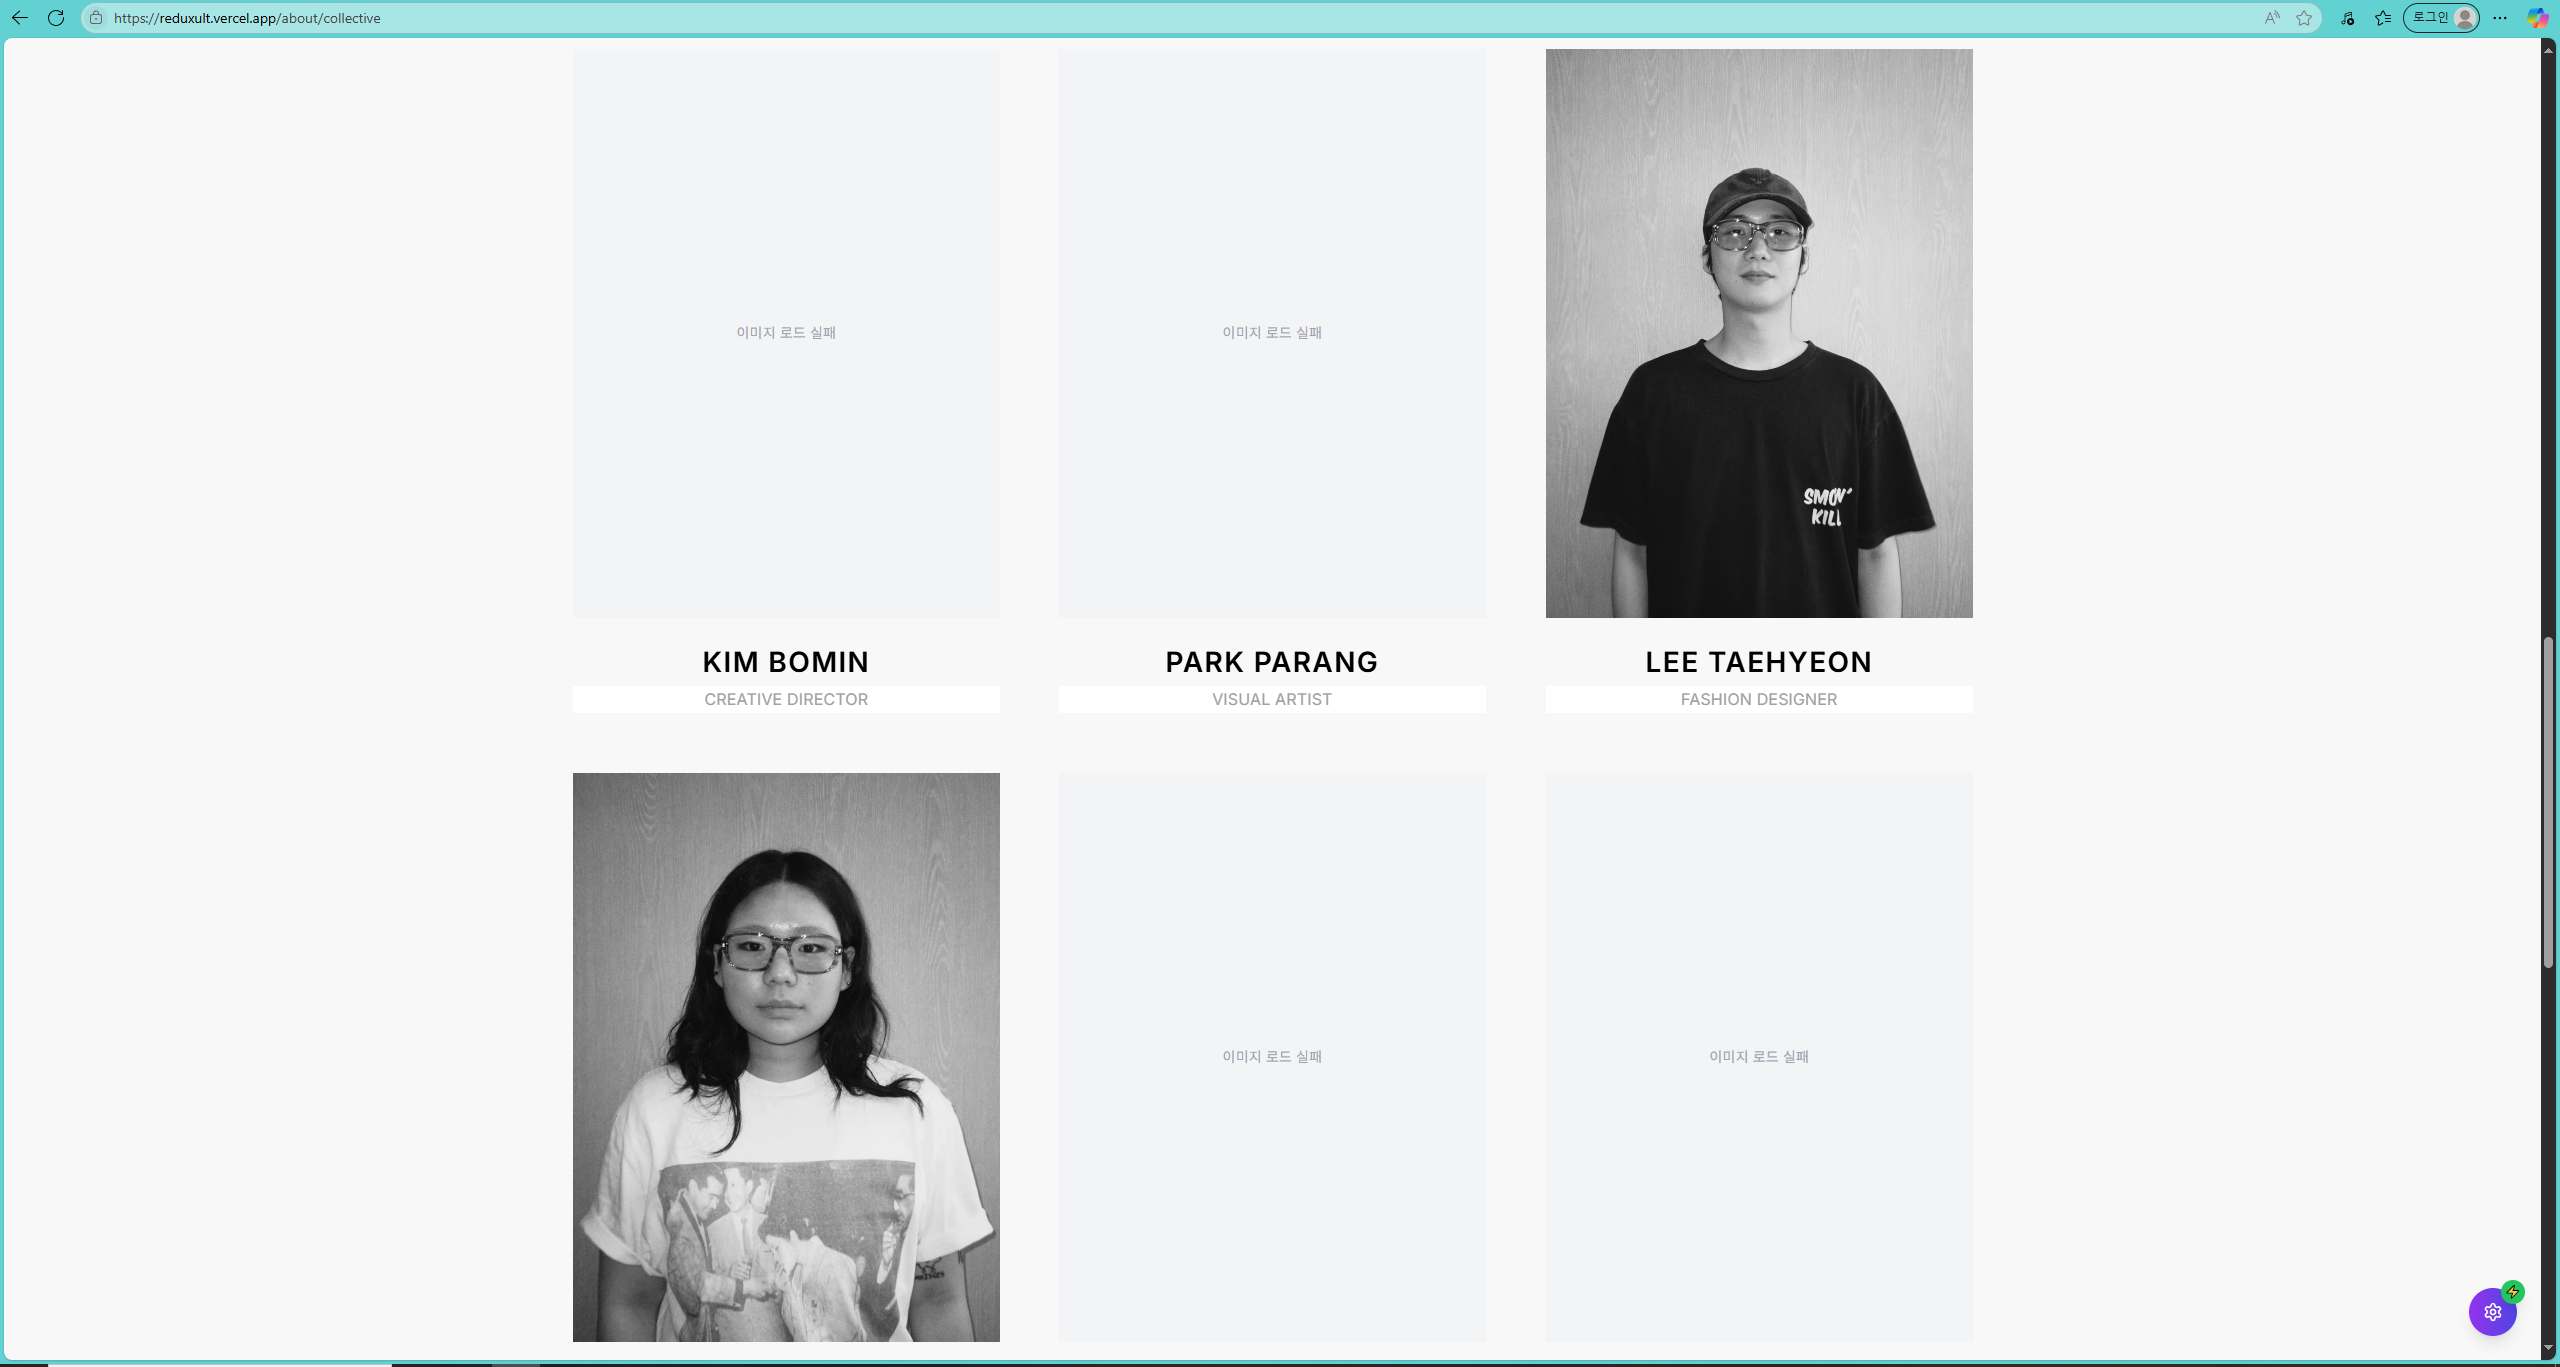 https://reduxult.vercel.app/about/collective
로그인
이미지 로드 실패
이미지 로드 실패
SMON'
KILL
KIM BOMIN
PARK PARANG
LEE TAEHYEON
CREATIVE DIRECTOR
VISUAL ARTIST
FASHION DESIGNER
이미지 로드 실패
이미지 로드 실패